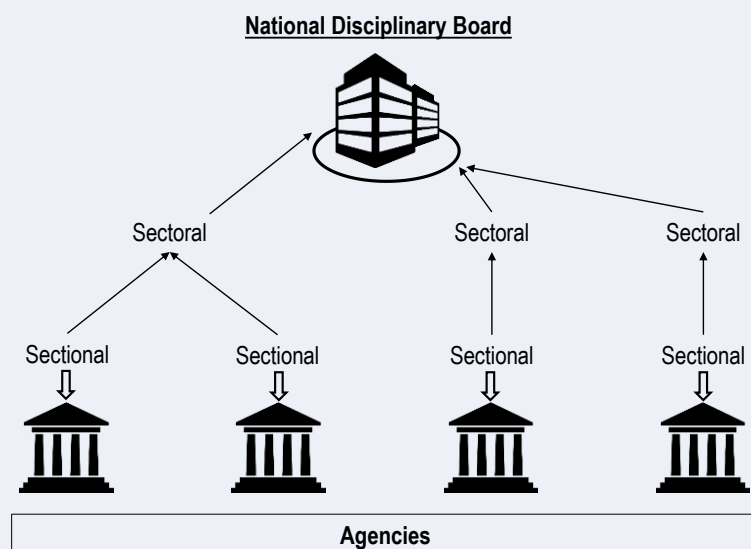 National Disciplinary Board
Sectoral Sectoral Sectoral
Sectional Sectional Sectional Sectional
Agencies